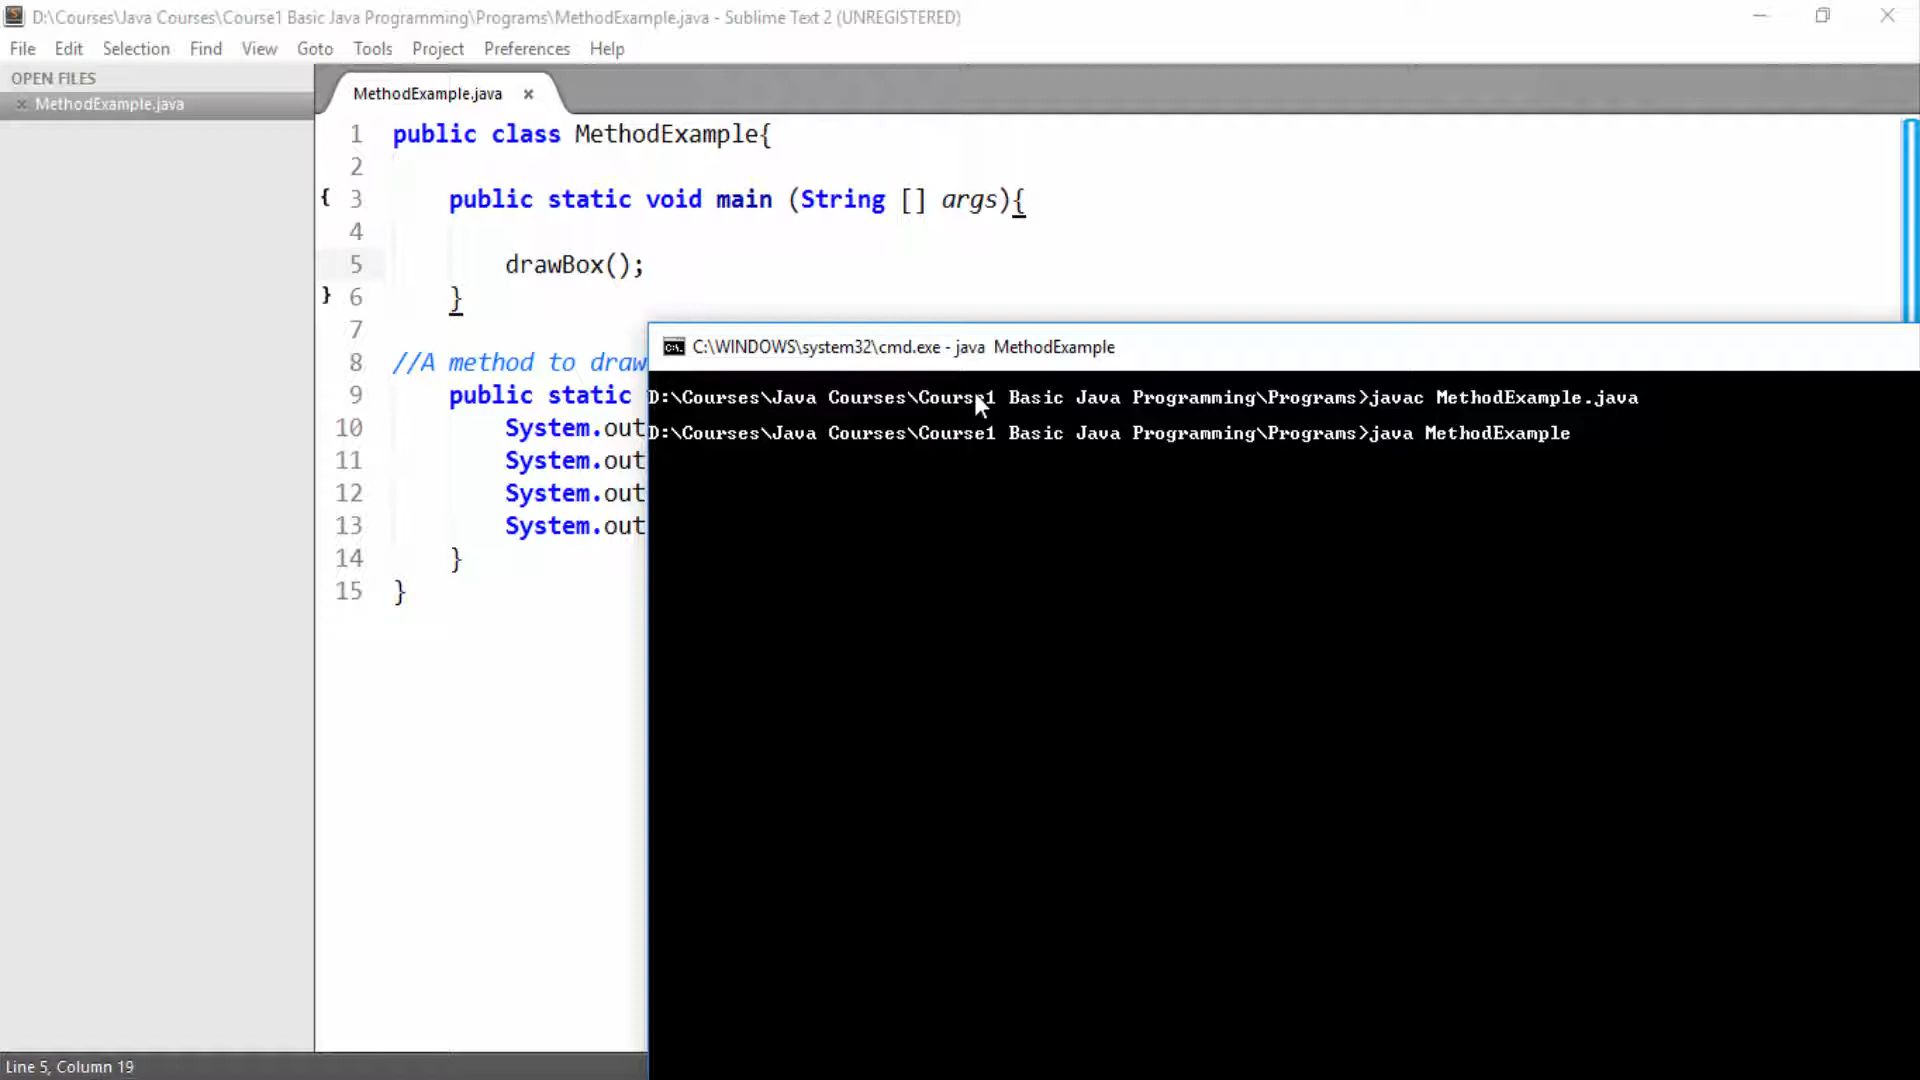 D:\Courses\Java Courses\Course1 Basic Java Programming\Programs\MethodExample.java - Sublime Text 2 (UNREGISTERED)
File Edit Selection Find View Goto Tools Project Preferences Help
OPEN FILES
× MethodExample.java
MethodExample.java ×
1 public class MethodExample{
2
{ 3 public static void main (String [] args){
4
5 drawBox();
} 6 }
7
8 //A method to draw
9 public static
10 System.out
11 System.out
12 System.out
13 System.out
14 }
15 }
C:\WINDOWS\system32\cmd.exe - java MethodExample
D:\Courses\Java Courses\Course1 Basic Java Programming\Programs>javac MethodExample.java
D:\Courses\Java Courses\Course1 Basic Java Programming\Programs>java MethodExample
Line 5, Column 19